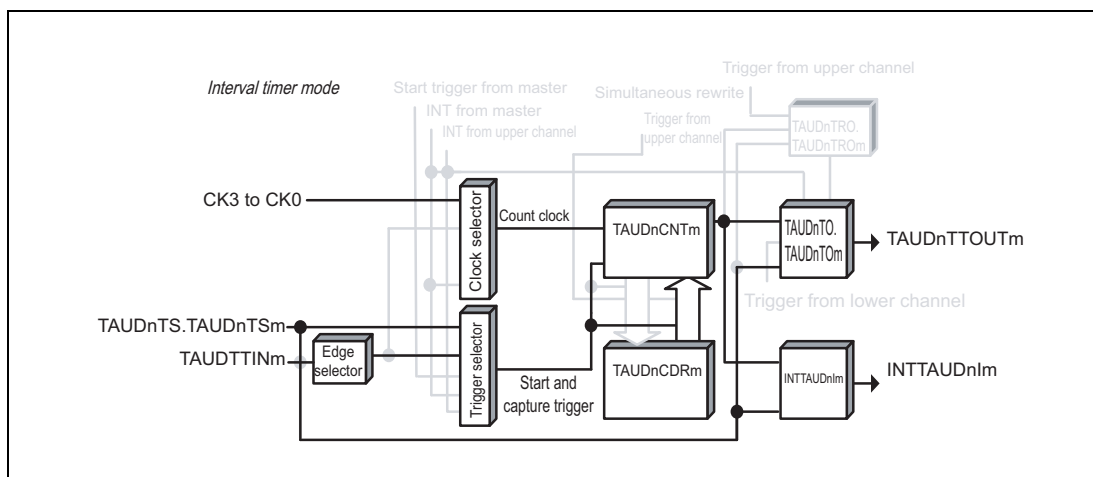 Trigger from upper channel
Interval timer mode
Start trigger from master
Simultaneous rewrite
INT from master
Trigger from
upper channel
INT from upper channel
TAUDnTRO.
TAUDnTROm
CK3 to CK0
Clock selector
Count clock
TAUDnCNTm
TAUDnTO.
TAUDnTOm
TAUDnTTOUTm
Trigger from lower channel
TAUDnTS.TAUDnTSm
TAUDTTINm
Edge
selector
Trigger selector
Start and
capture trigger
TAUDnCDRm
INTTAUDnIm
INTTAUDnIm